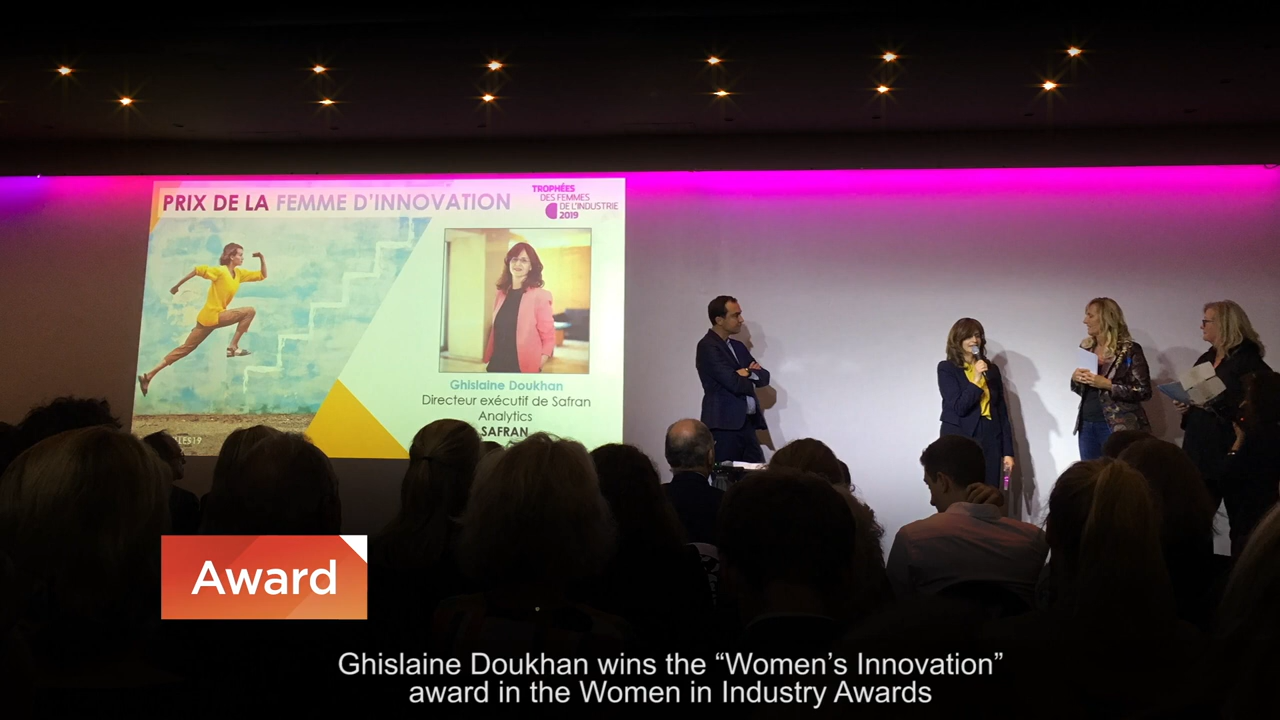 PRIX DE LA FEMME D'INNOVATION
TROPHÉES
DES FEMMES
DE L'INDUSTRIE
2019
Ghislaine Doukhan
Directeur exécutif de Safran
Analytics
SAFRAN
Award
Ghislaine Doukhan wins the “Women’s Innovation”
award in the Women in Industry Awards